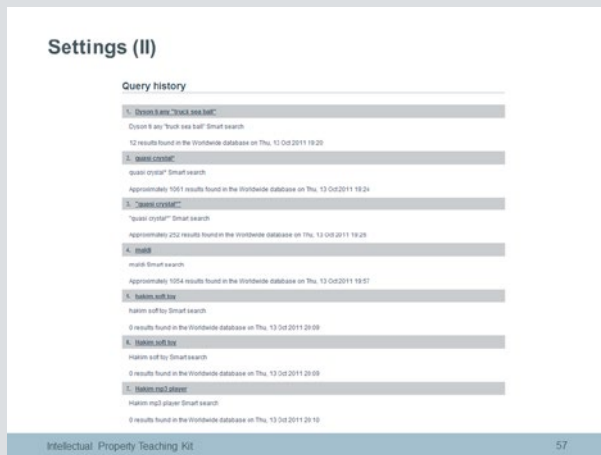 Settings (II)
Query history
1. Dyson ti any "truck sea ball"
Dyson ti any "truck sea ball" Smart search
12 results found in the Worldwide database on Thu, 13 Oct 2011 19:20
2. quasi crystal*
quasi crystal* Smart search
Approximately 1061 results found in the Worldwide database on Thu, 13 Oct 2011 19:24
3. "quasi crystal*"
"quasi crystal*" Smart search
Approximately 252 results found in the Worldwide database on Thu, 13 Oct 2011 19:26
4. maldi
maldi Smart search
Approximately 1054 results found in the Worldwide database on Thu, 13 Oct 2011 19:57
5. hakim soft toy
hakim soft toy Smart search
0 results found in the Worldwide database on Thu, 13 Oct 2011 20:09
6. Hakim soft toy
Hakim soft toy Smart search
0 results found in the Worldwide database on Thu, 13 Oct 2011 20:09
7. Hakim mp3 player
Hakim mp3 player Smart search
0 results found in the Worldwide database on Thu, 13 Oct 2011 20:10
Intellectual Property Teaching Kit
57